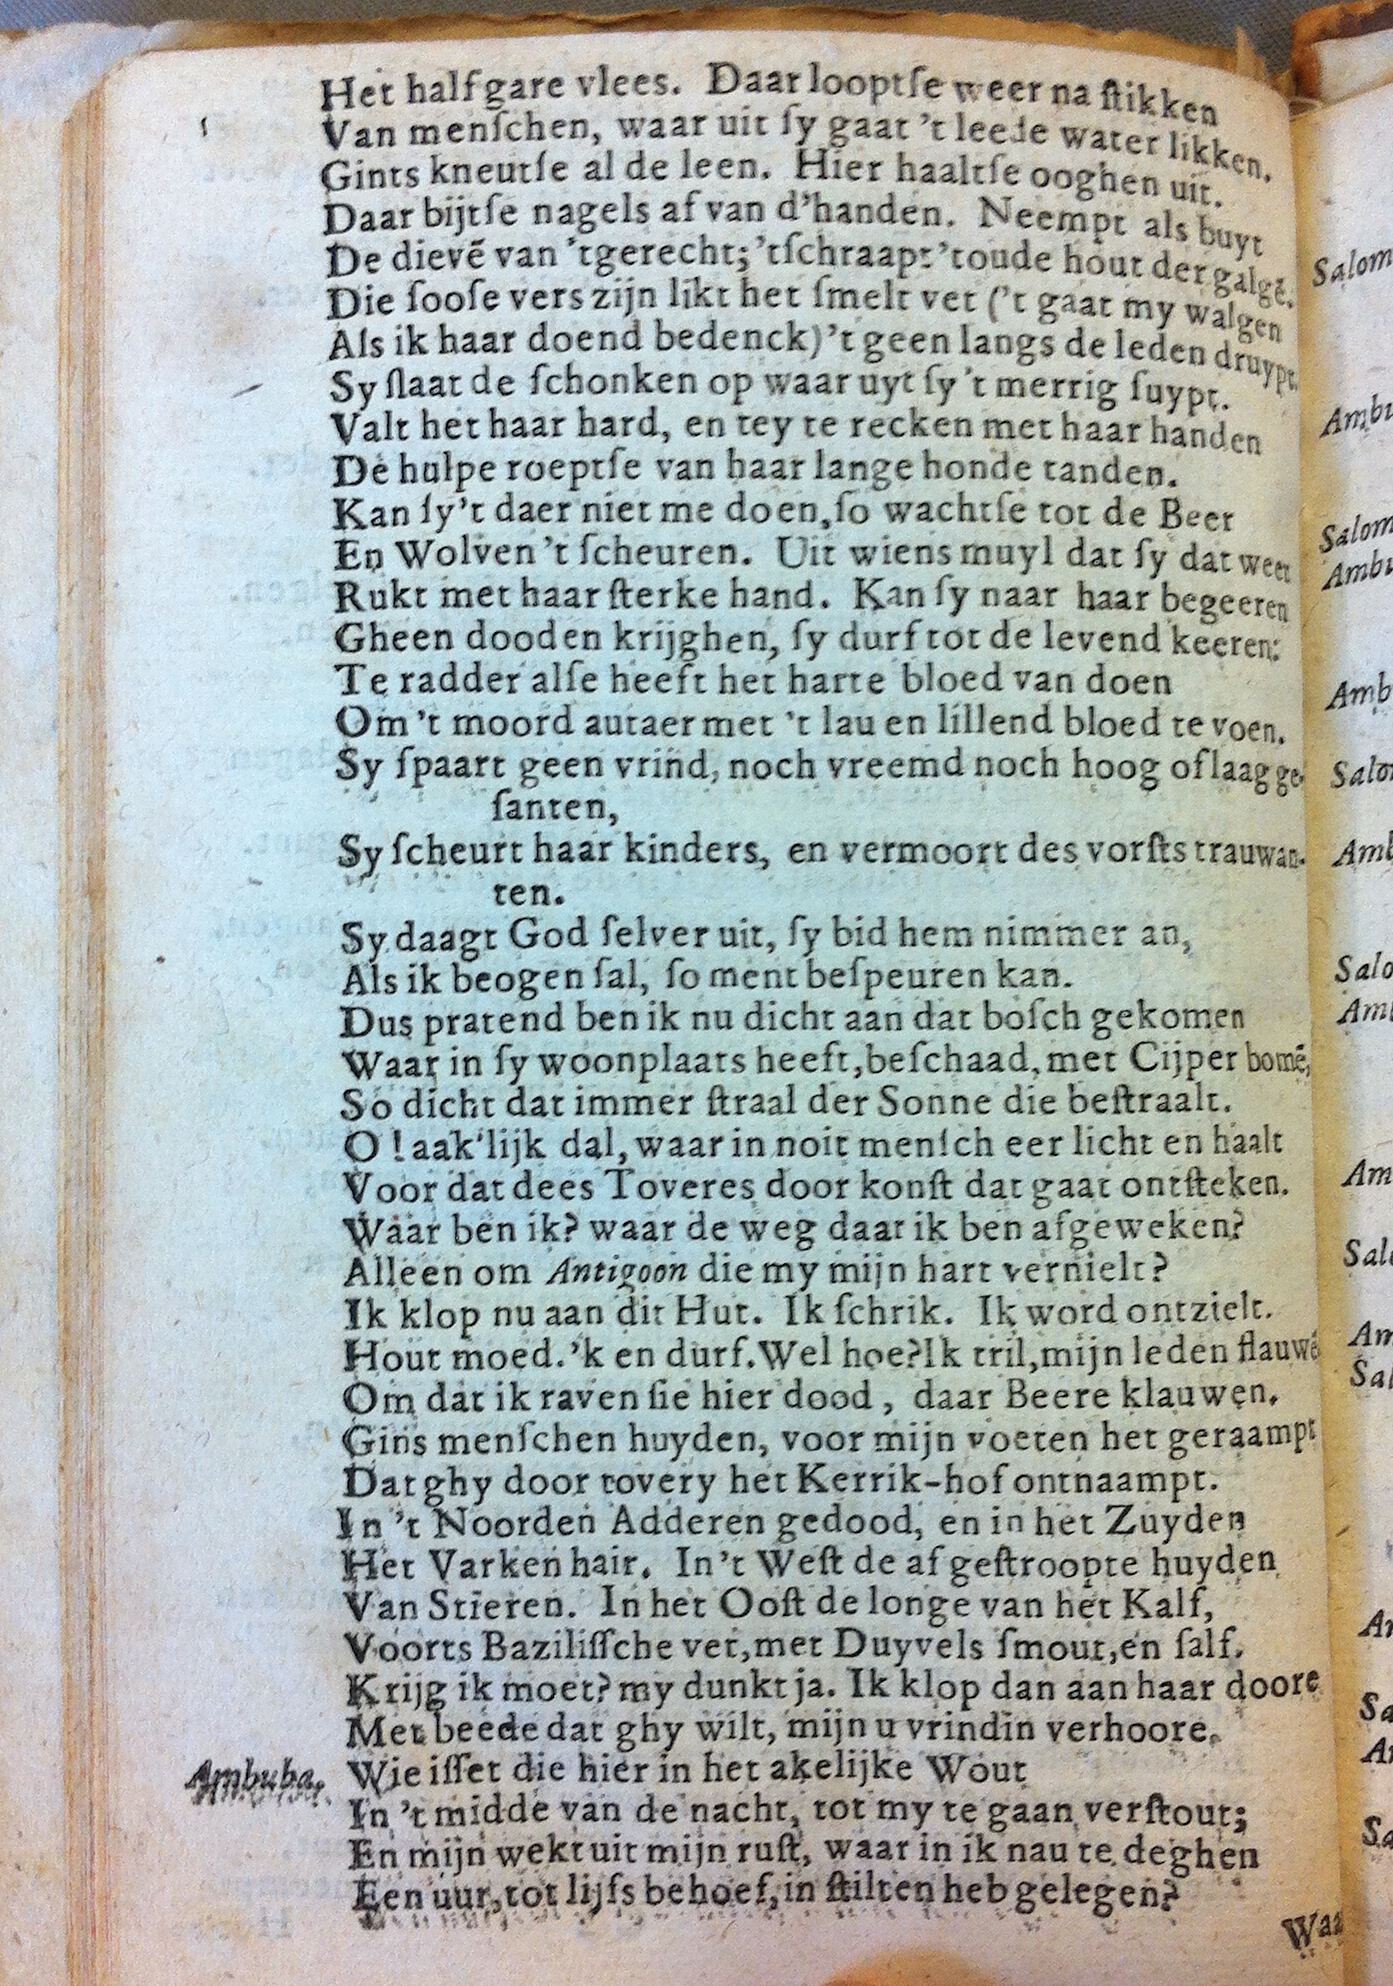 Het half gare vlees. Daar looptſe weer na ſtikken
Van menſchen, waar uit ſy gaat 't leede water likken.
Gints kneutſe al de leen. Hier haaltſe ooghen uit.
Daar bijtſe nagels af van d'handen. Neempt als buyt
De dievē van 'tgerecht; 'tſchraapt 'toude hout der galgē.
Die ſooſe vers zijn likt het ſmelt vet ('t gaat my walgen
Als ik haar doend bedenck) 't geen langs de leden druypt.
Sy ſlaat de ſchonken op waar uyt ſy 't merrig ſuypt.
Valt het haar hard, en tey te recken met haar handen
De hulpe roeptſe van haar lange honde tanden.
Kan ſy't daer niet me doen, ſo wachtſe tot de Beer
En Wolven 't ſcheuren. Uit wiens muyl dat ſy dat weer
Rukt met haar ſterke hand. Kan ſy naar haar begeeren
Gheen dooden krijghen, ſy durf tot de levend keeren:
Te radder alſe heeft het harte bloed van doen
Om 't moord autaer met 't lau en lillend bloed te voen.
Sy ſpaart geen vrind, noch vreemd noch hoog of laag ge-
ſanten,
Sy ſcheurt haar kinders, en vermoort des vorſts trauwan-
ten.
Sy daagt God ſelver uit, ſy bid hem nimmer an,
Als ik beogen ſal, ſo ment beſpeuren kan.
Dus pratend ben ik nu dicht aan dat boſch gekomen
Waar in ſy woonplaats heeft, beſchaad, met Cijper bomē,
So dicht dat immer ſtraal der Sonne die beſtraalt.
O! aak'lijk dal, waar in noit menſch eer licht en haalt
Voor dat dees Toveres door konſt dat gaat ontſteken.
Waar ben ik? waar de weg daar ik ben afgeweken?
Alleen om Antigoon die my mijn hart vernielt?
Ik klop nu aan dit Hut. Ik ſchrik. Ik word ontzielt.
Hout moed. 'k en durf. Wel hoe? Ik tril, mijn leden flauwē
Om dat ik raven ſie hier dood, daar Beere klauwen.
Gins menſchen huyden, voor mijn voeten het geraampt
Dat ghy door tovery het Kerrik-hof ontnaampt.
In 't Noorden Adderen gedood, en in het Zuyden
Het Varken hair. In 't Weſt de af geſtroopte huyden
Van Stieren. In het Ooſt de longe van het Kalf,
Voorts Baziliſſche vet, met Duyvels ſmout, en ſalf.
Krijg ik moet? my dunkt ja. Ik klop dan aan haar doore
Met beede dat ghy wilt, mijn u vrindin verhoore.
Ambuba. Wie iſſet die hier in het akelijke Wout
In 't midde van de nacht, tot my te gaan verſtout;
En mijn wekt uit mijn ruſt, waar in ik nau te deghen
Een uur, tot lijfs behoef, in ſtilten heb gelegen?
Waa
Salom
Ambu
Salom
Ambu
Amb
Salo
Amb
Salo
Am
Am
Sal
Am
Sal
Am
Sa
A
Sa